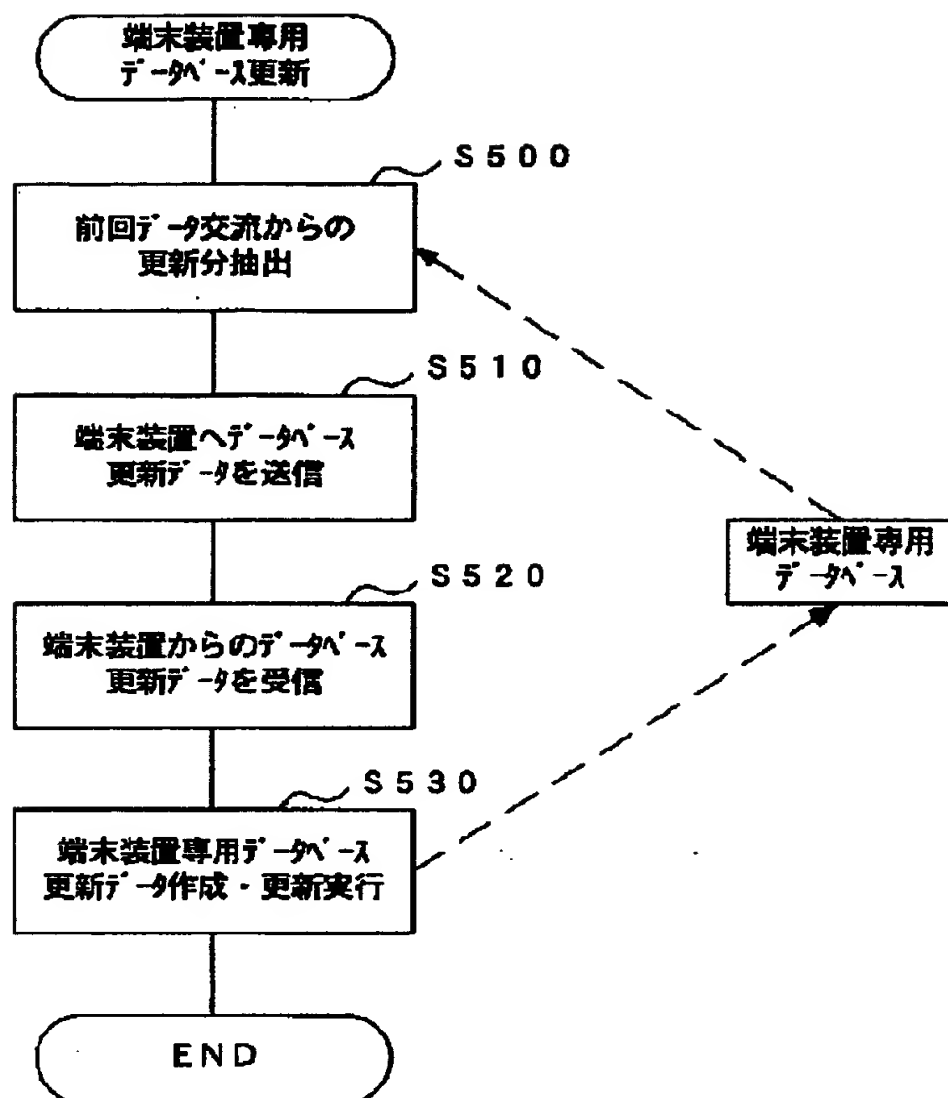 端末装置専用
データベース更新
S500
前回データ交流からの
更新分抽出
S510
端末装置へデータベース
更新データを送信
端末装置専用
データベース
S520
端末装置からのデータベース
更新データを受信
S530
端末装置専用データベース
更新データ作成・更新実行
END